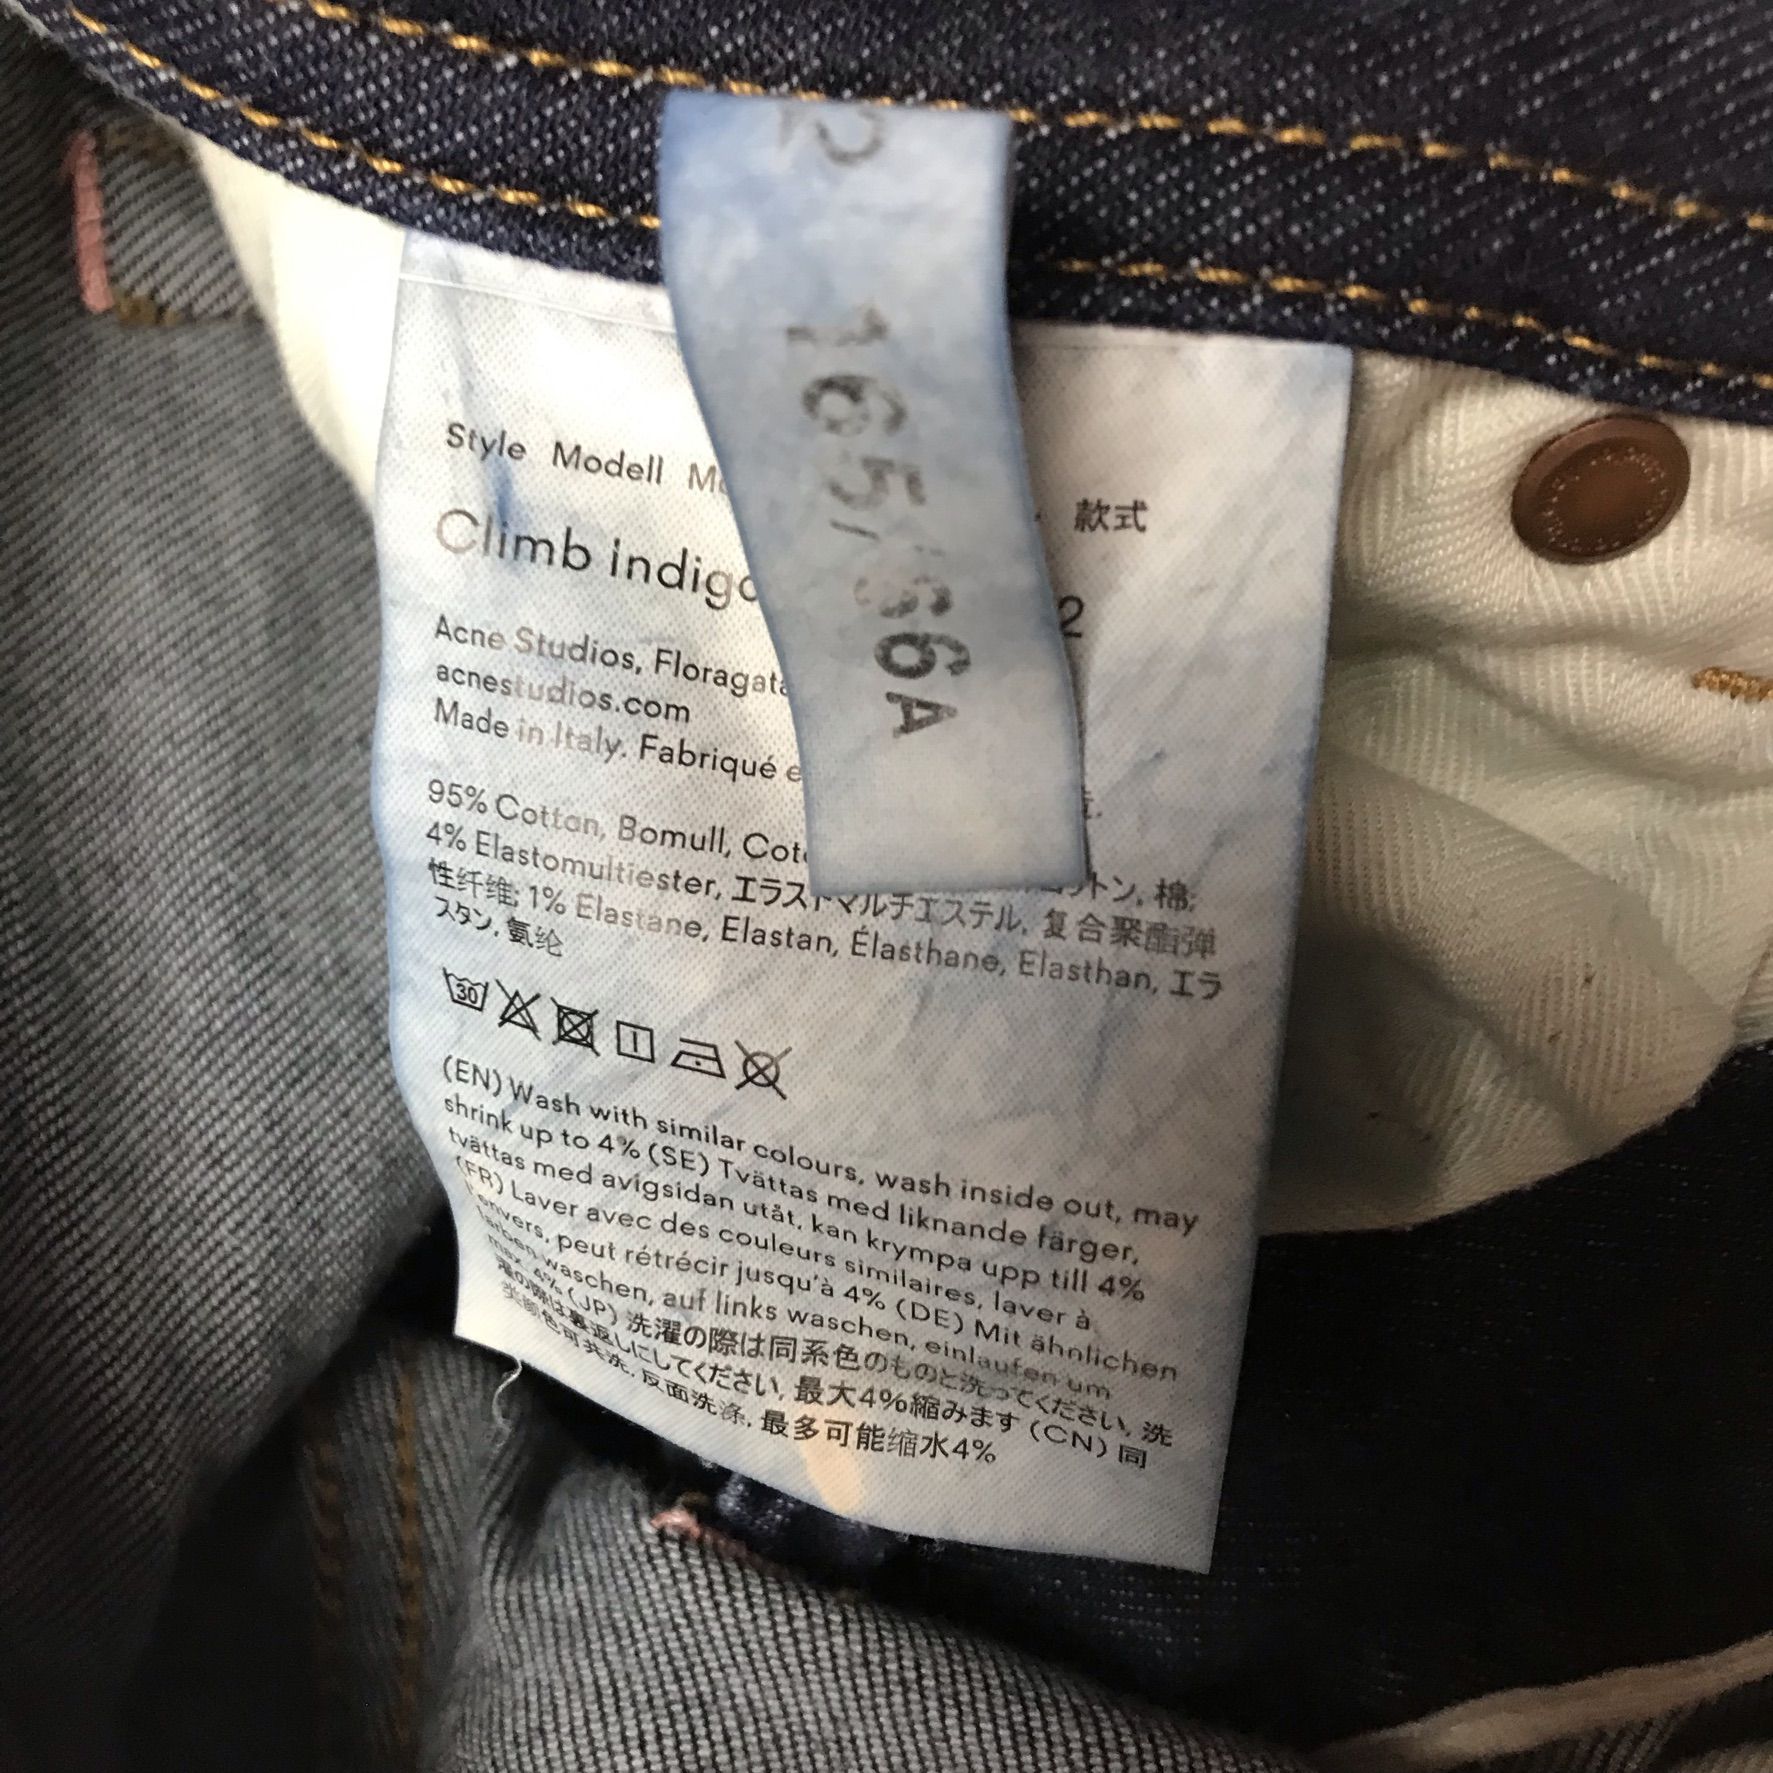 2 165/66A
Style Modell
款式
Climb indigo
2
Acne Studios, Floragata
acnestudios.com
Made in Italy. Fabriqué
95% Cotton, Bomull,
コットン, 棉;
4% Elastomultiester, エラストマルチエステル, 复合聚酯弹
性纤维; 1% Elastane, Elastan, Élasthane, Elasthan, エラ
スタン, 氨纶
30
(EN) Wash with similar colours, wash inside out, may
shrink up to 4% (SE) Tvättas med liknande färger,
tvättas med avigsidan utåt, kan krympa upp till 4%
(FR) Laver avec des couleurs similaires, laver à
l'envers, peut rétrécir jusqu'à 4% (DE) Mit ähnlichen
farben waschen, auf links waschen, einlaufen um
max 4% (JP) 洗濯の際は同系色のものと洗ってください, 洗
濯の際は裏返しにしてください, 最大4%縮みます (CN) 同
类颜色可共洗, 反面洗涤, 最多可能缩水4%